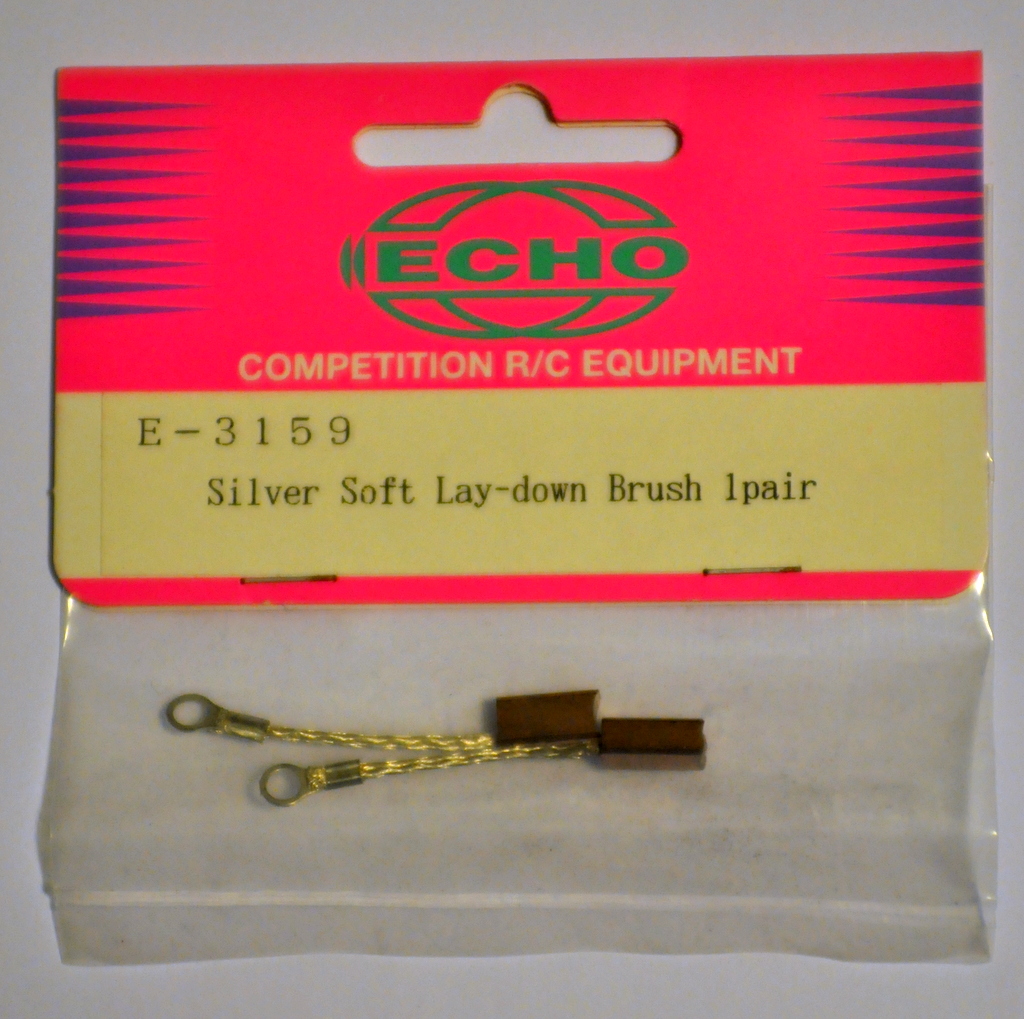 ECHO
COMPETITION R/C EQUIPMENT
E-3159
Silver Soft Lay-down Brush 1pair